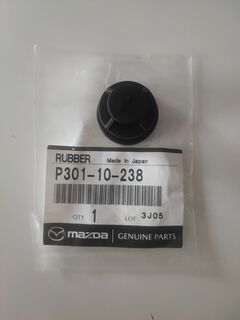 RUBBER Made in Japan
P301-10-238
QTY 1 LOT 3J05
mazda GENUINE PARTS